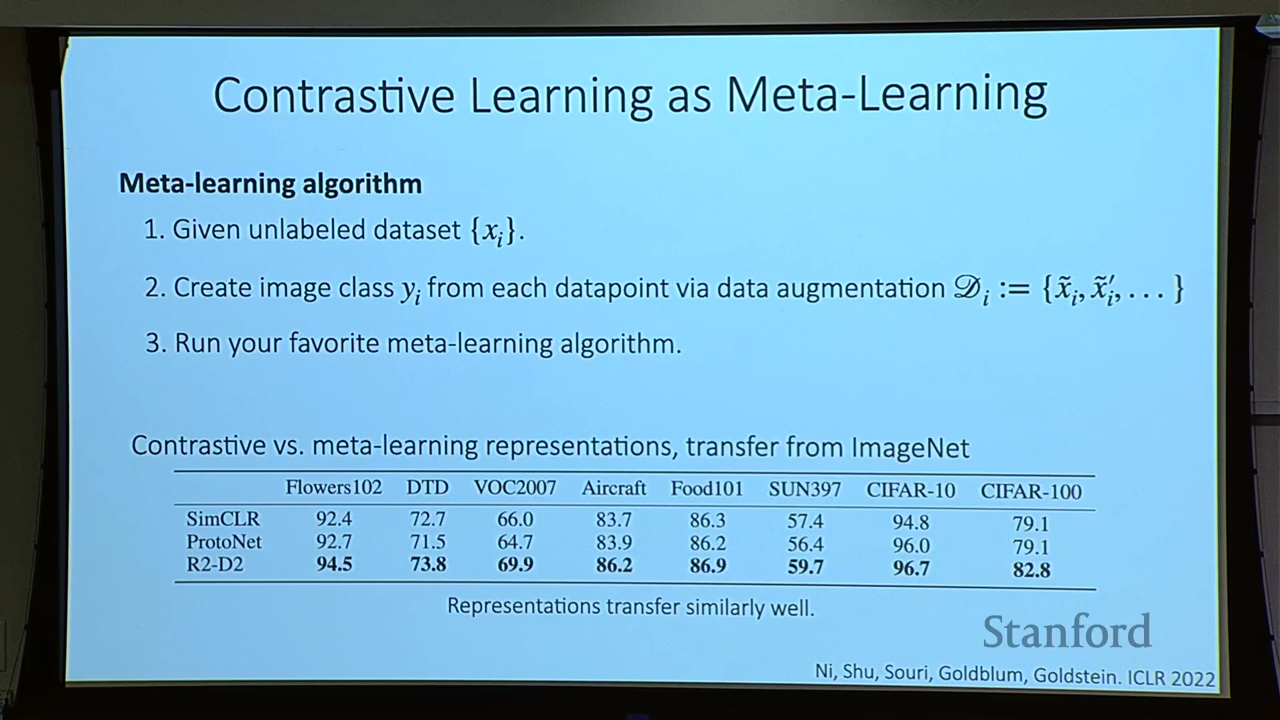 Contrastive Learning as Meta-Learning
Meta-learning algorithm
1. Given unlabeled dataset {xᵢ}.
2. Create image class yᵢ from each datapoint via data augmentation 𝒟ᵢ := {x̃ᵢ, x̃ᵢ′, . . . }
3. Run your favorite meta-learning algorithm.
Contrastive vs. meta-learning representations, transfer from ImageNet
Flowers102 DTD VOC2007 Aircraft Food101 SUN397 CIFAR-10 CIFAR-100
SimCLR 92.4 72.7 66.0 83.7 86.3 57.4 94.8 79.1
ProtoNet 92.7 71.5 64.7 83.9 86.2 56.4 96.0 79.1
R2-D2 94.5 73.8 69.9 86.2 86.9 59.7 96.7 82.8
Representations transfer similarly well.
Stanford
Ni, Shu, Souri, Goldblum, Goldstein. ICLR 2022